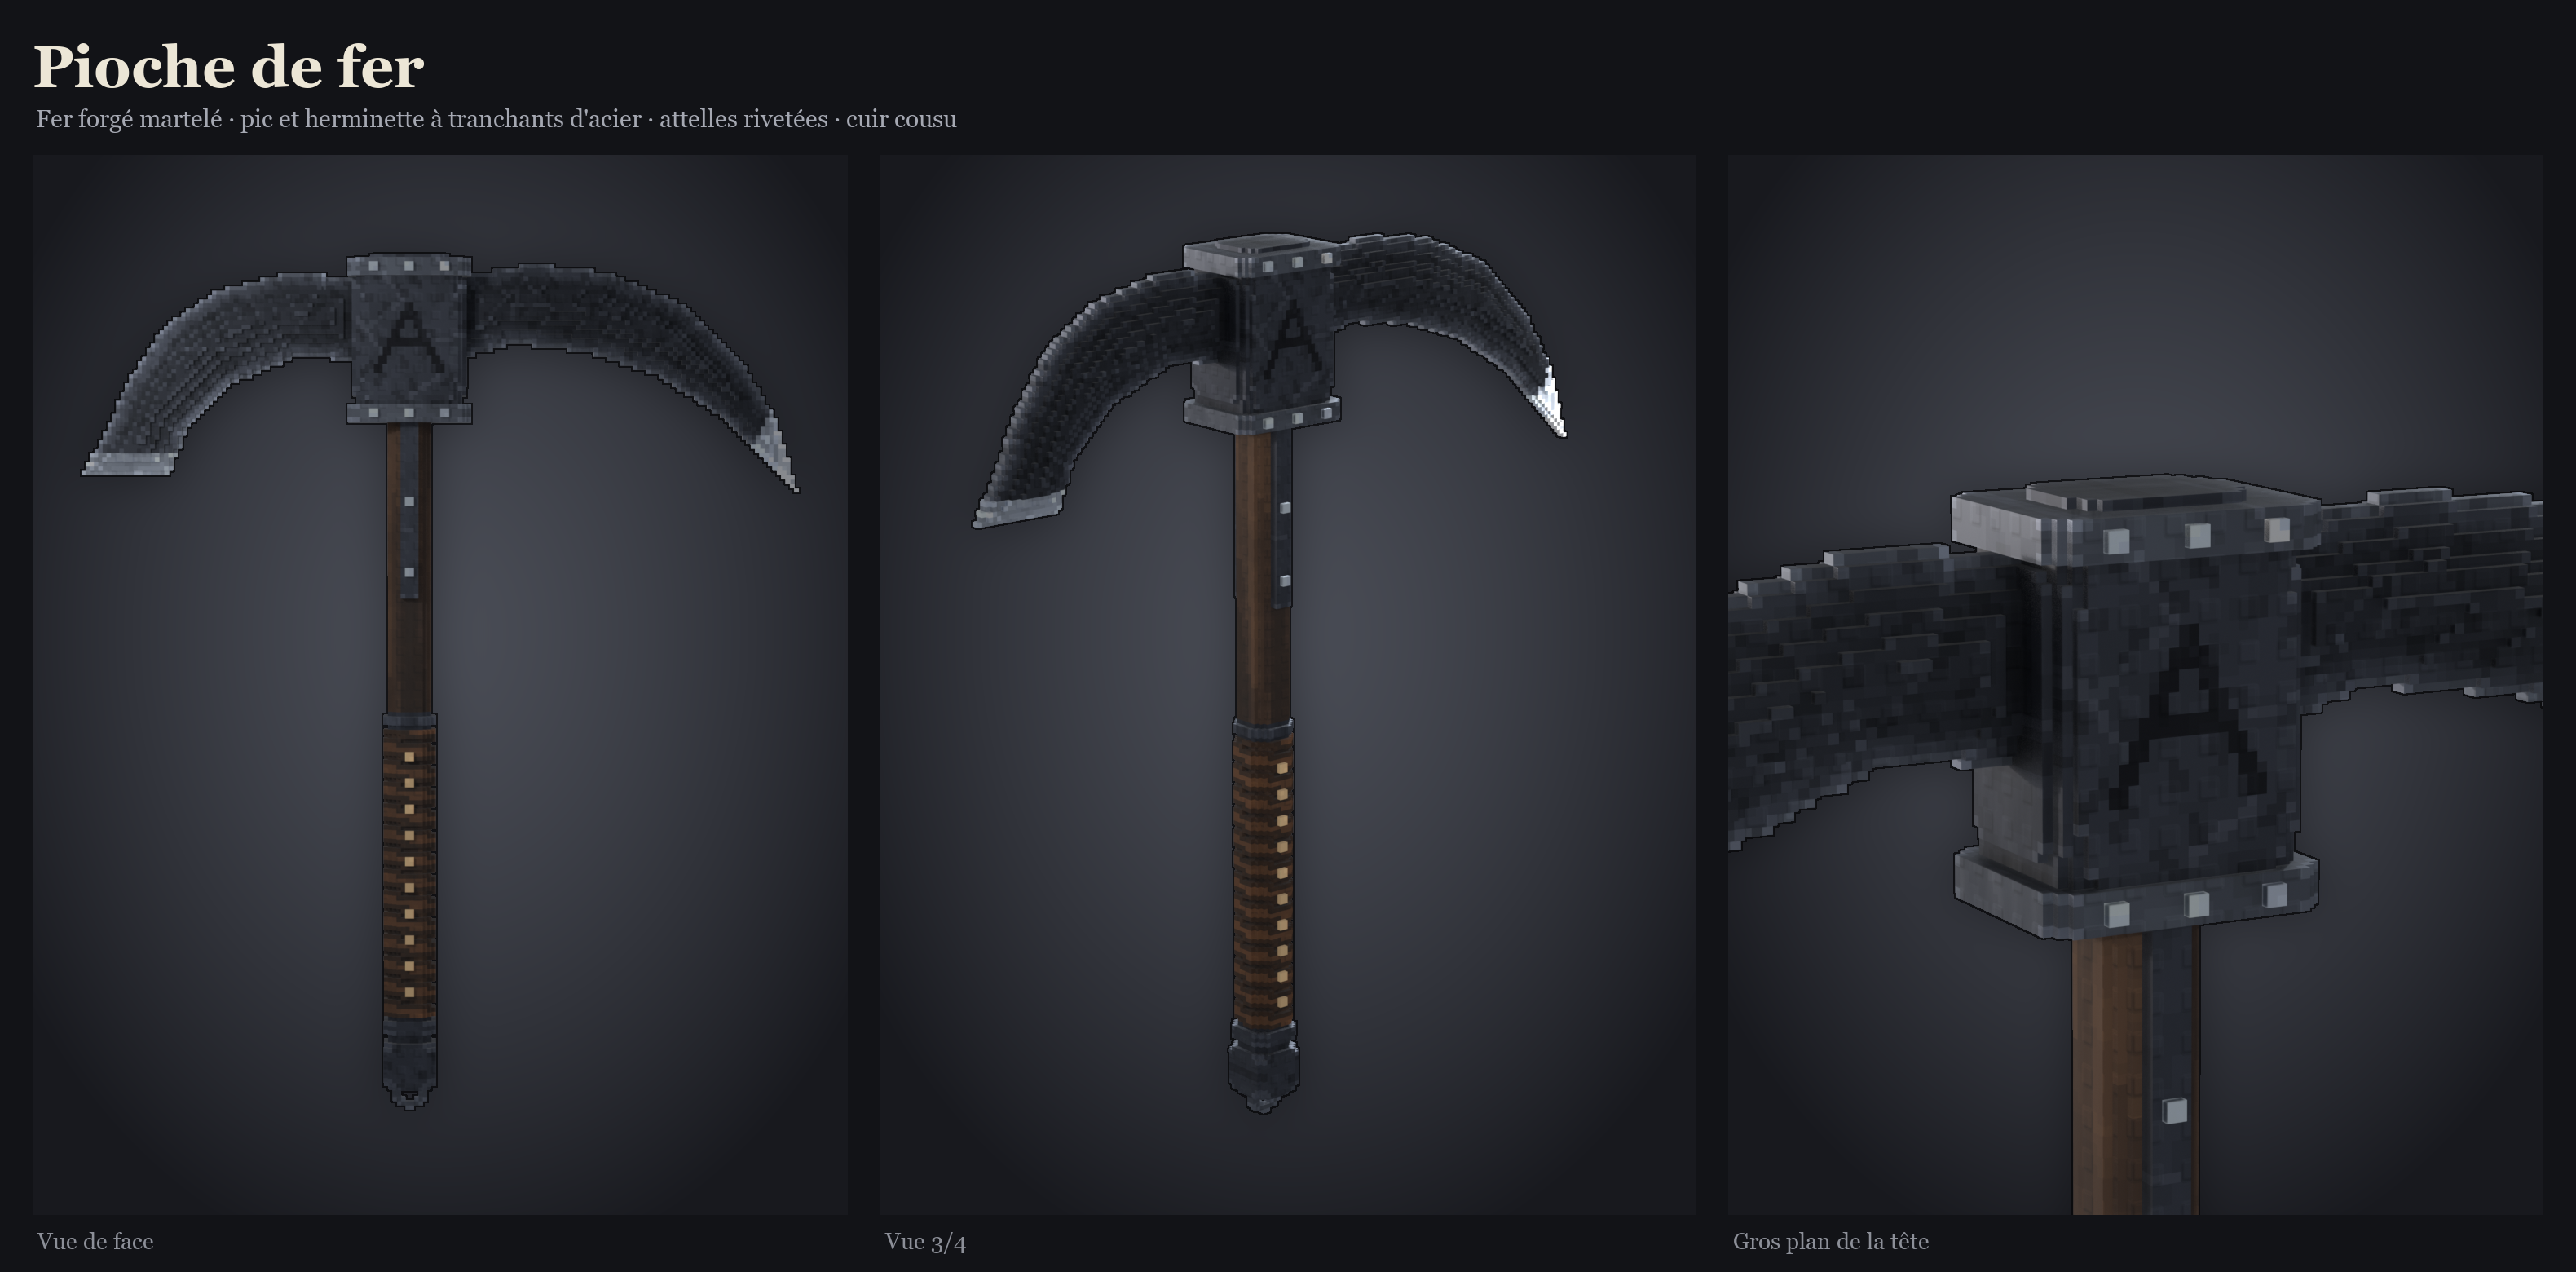 Pioche de fer
Fer forgé martelé · pic et herminette à tranchants d'acier · attelles rivetées · cuir cousu
A
A
A
Vue de face
Vue 3/4
Gros plan de la tête